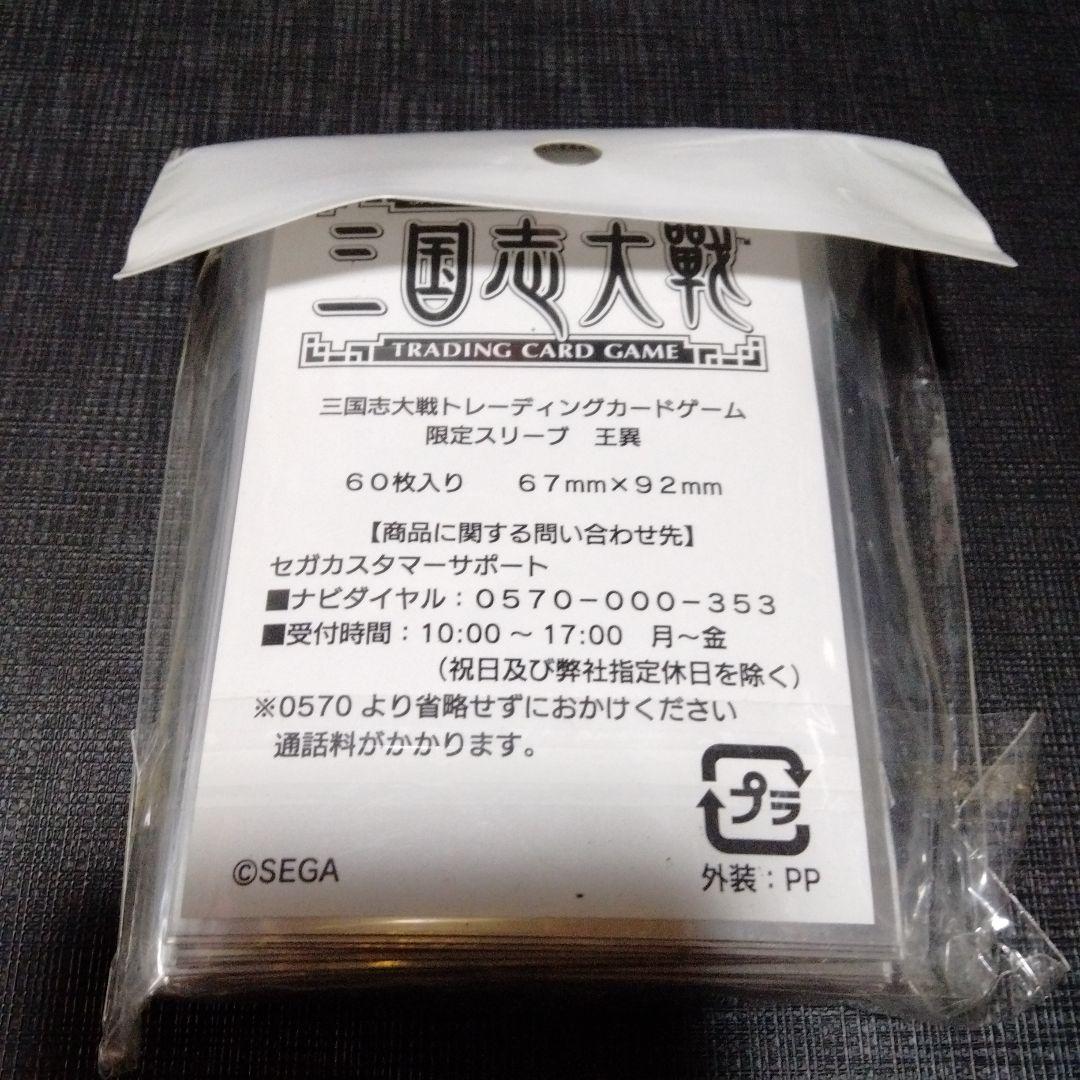 三国志大戰
TRADING CARD GAME
三国志大戦トレーディングカードゲーム
限定スリーブ 王異
60枚入り 67mm×92mm
【商品に関する問い合わせ先】
セガカスタマーサポート
■ナビダイヤル：0570－000－353
■受付時間：10:00～17:00 月～金
（祝日及び弊社指定休日を除く）
※0570より省略せずにおかけください
通話料がかかります。
プラ
©SEGA
外装：PP